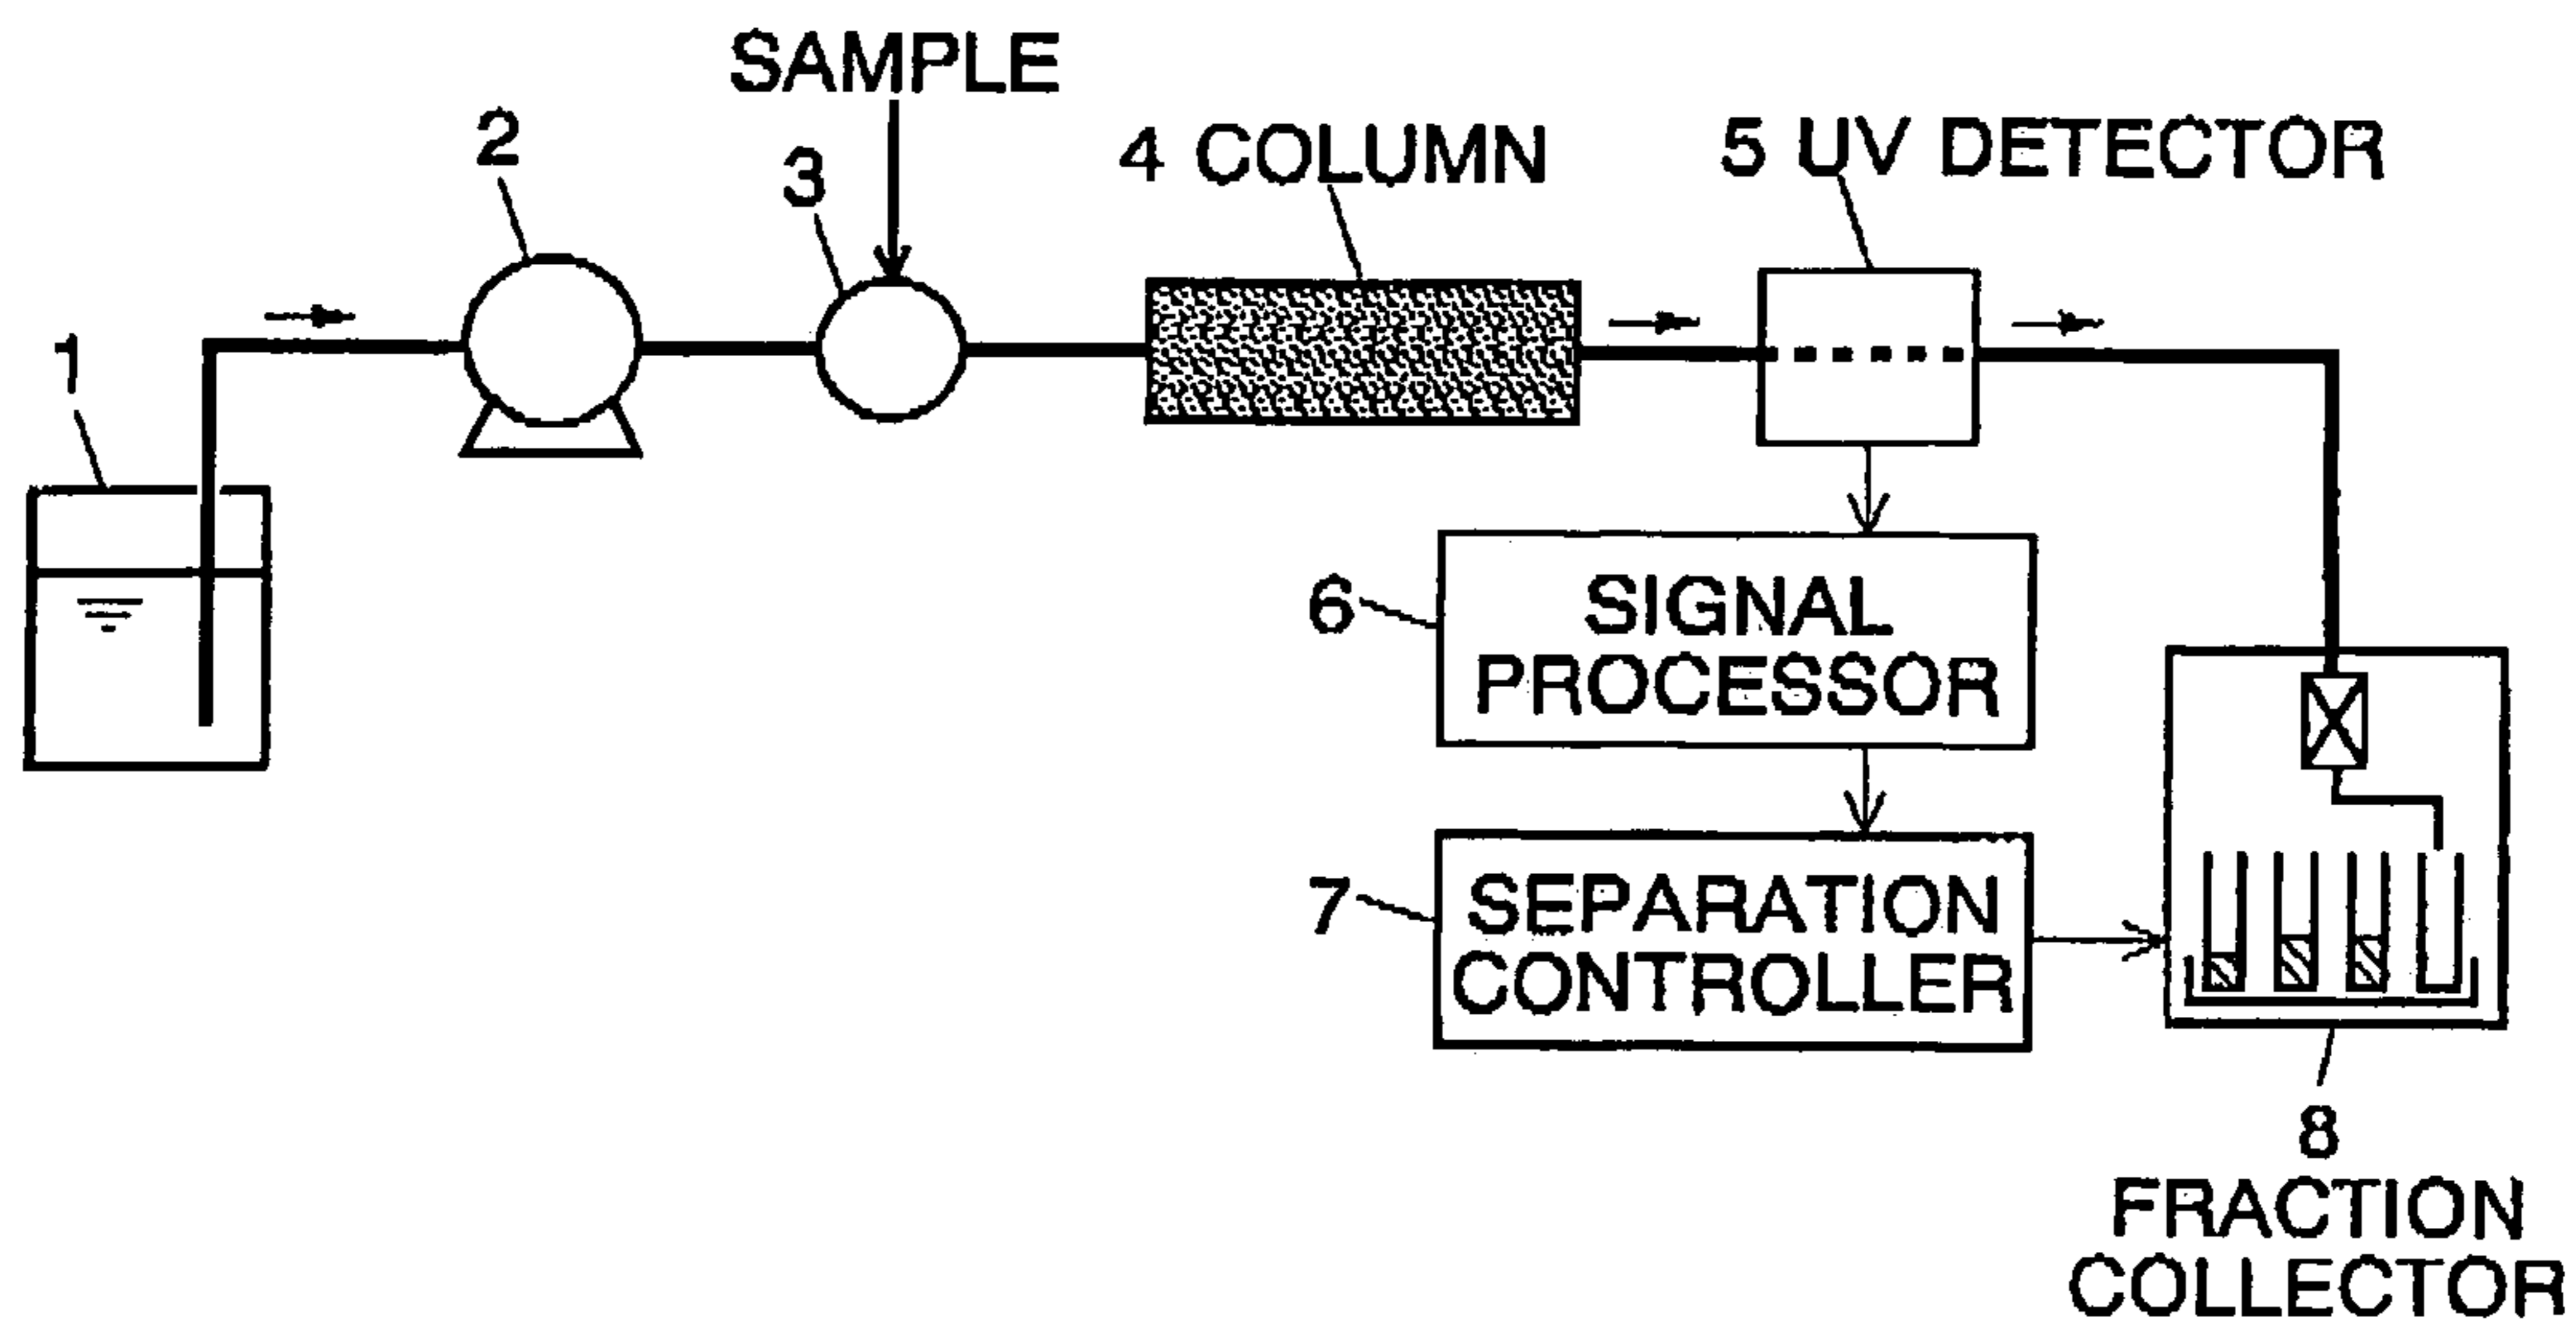 SAMPLE
1
2
3
4 COLUMN
5 UV DETECTOR
6
SIGNAL
PROCESSOR
7
SEPARATION
CONTROLLER
8
FRACTION
COLLECTOR